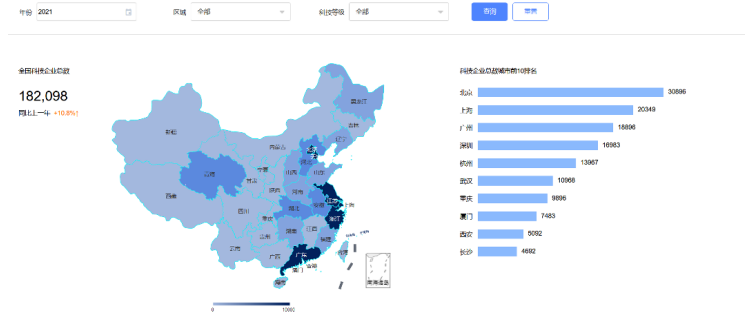 年份 2021 区域 全部 科技等级 全部 查询 重置
全国科技企业总数
182,098
同比上一年 +10.8%↑
科技企业总数城市前10排名
北京 30896
上海 20349
广州 18896
深圳 16983
杭州 13967
武汉 10968
重庆 9896
厦门 7483
西安 5092
长沙 4692
黑龙江
吉林
辽宁
新疆
内蒙古
北京
河北
山西
山东
宁夏
青海
甘肃
陕西
河南
江苏
安徽
上海
西藏
四川
湖北
重庆
浙江
湖南
江西
贵州
福建
云南
广西
广东
台湾
香港
澳门
海南
南海诸岛
0 10000